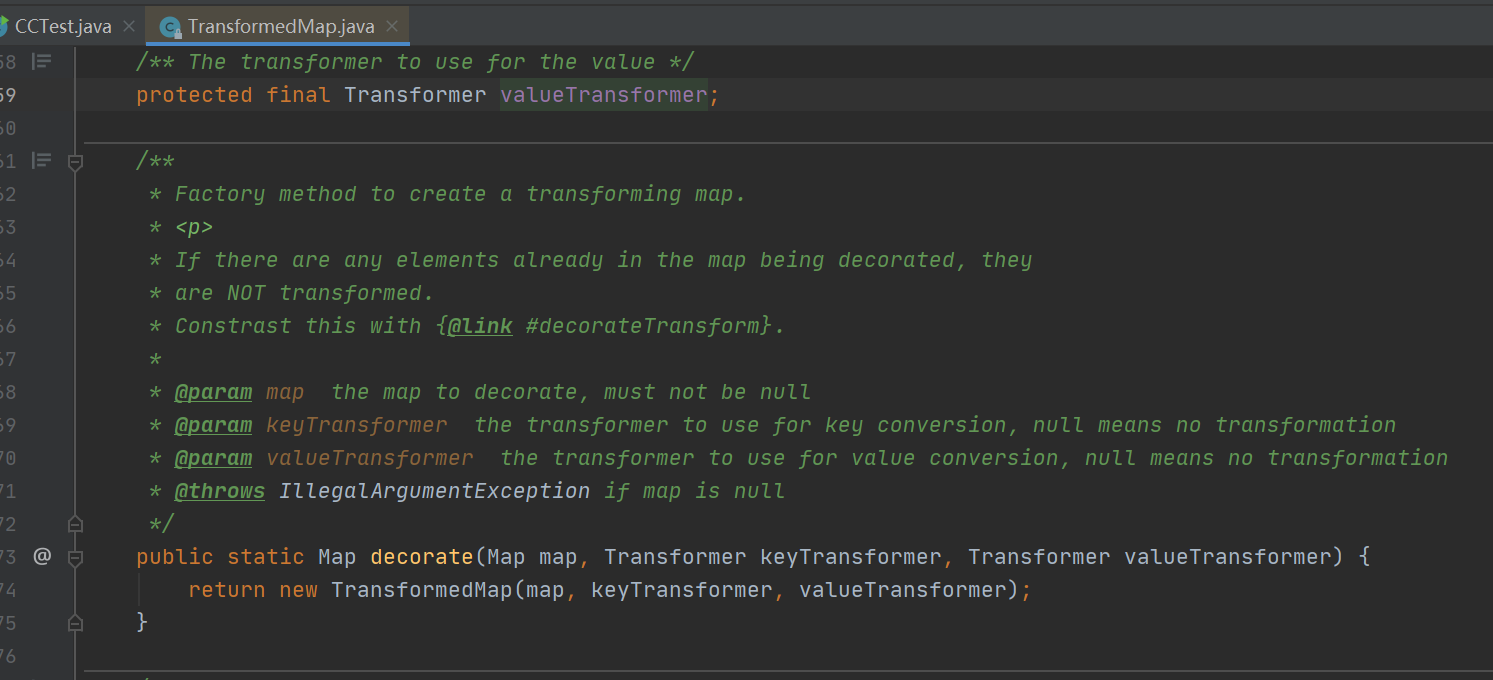 CCTest.java
TransformedMap.java
58 /** The transformer to use for the value */
59 protected final Transformer valueTransformer;
60
61 /**
62 * Factory method to create a transforming map.
63 * <p>
64 * If there are any elements already in the map being decorated, they
65 * are NOT transformed.
66 * Constrast this with {@link #decorateTransform}.
67 *
68 * @param map  the map to decorate, must not be null
69 * @param keyTransformer  the transformer to use for key conversion, null means no transformation
70 * @param valueTransformer  the transformer to use for value conversion, null means no transformation
71 * @throws IllegalArgumentException if map is null
72 */
73 @ public static Map decorate(Map map, Transformer keyTransformer, Transformer valueTransformer) {
74 return new TransformedMap(map, keyTransformer, valueTransformer);
75 }
76